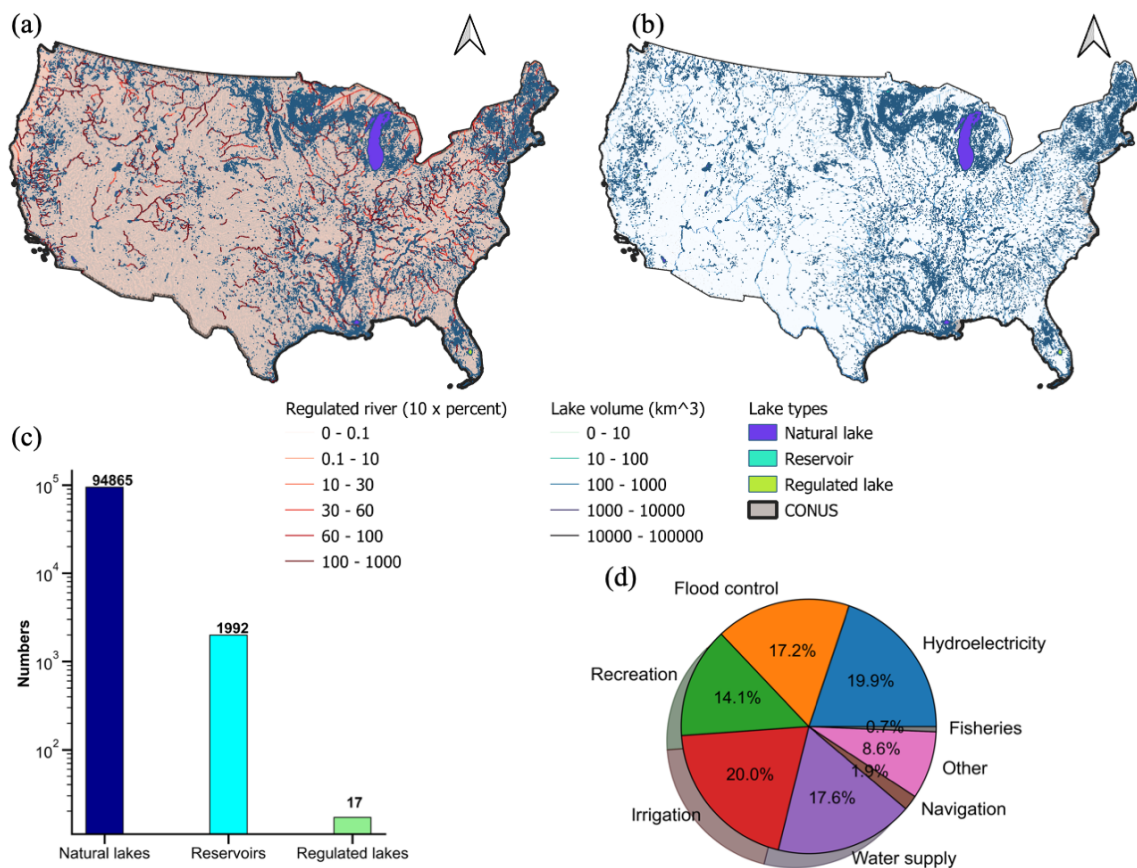 (a)
(b)
Regulated river (10 x percent)
0 - 0.1
0.1 - 10
10 - 30
30 - 60
60 - 100
100 - 1000
Lake volume (km^3)
0 - 10
10 - 100
100 - 1000
1000 - 10000
10000 - 100000
Lake types
Natural lake
Reservoir
Regulated lake
CONUS
(c)
Numbers
10^5
10^4
10^3
10^2
94865
1992
17
Natural lakes
Reservoirs
Regulated lakes
(d)
Flood control
17.2%
Hydroelectricity
19.9%
Recreation
14.1%
Fisheries
0.7%
Other
8.6%
Navigation
1.9%
Irrigation
20.0%
Water supply
17.6%